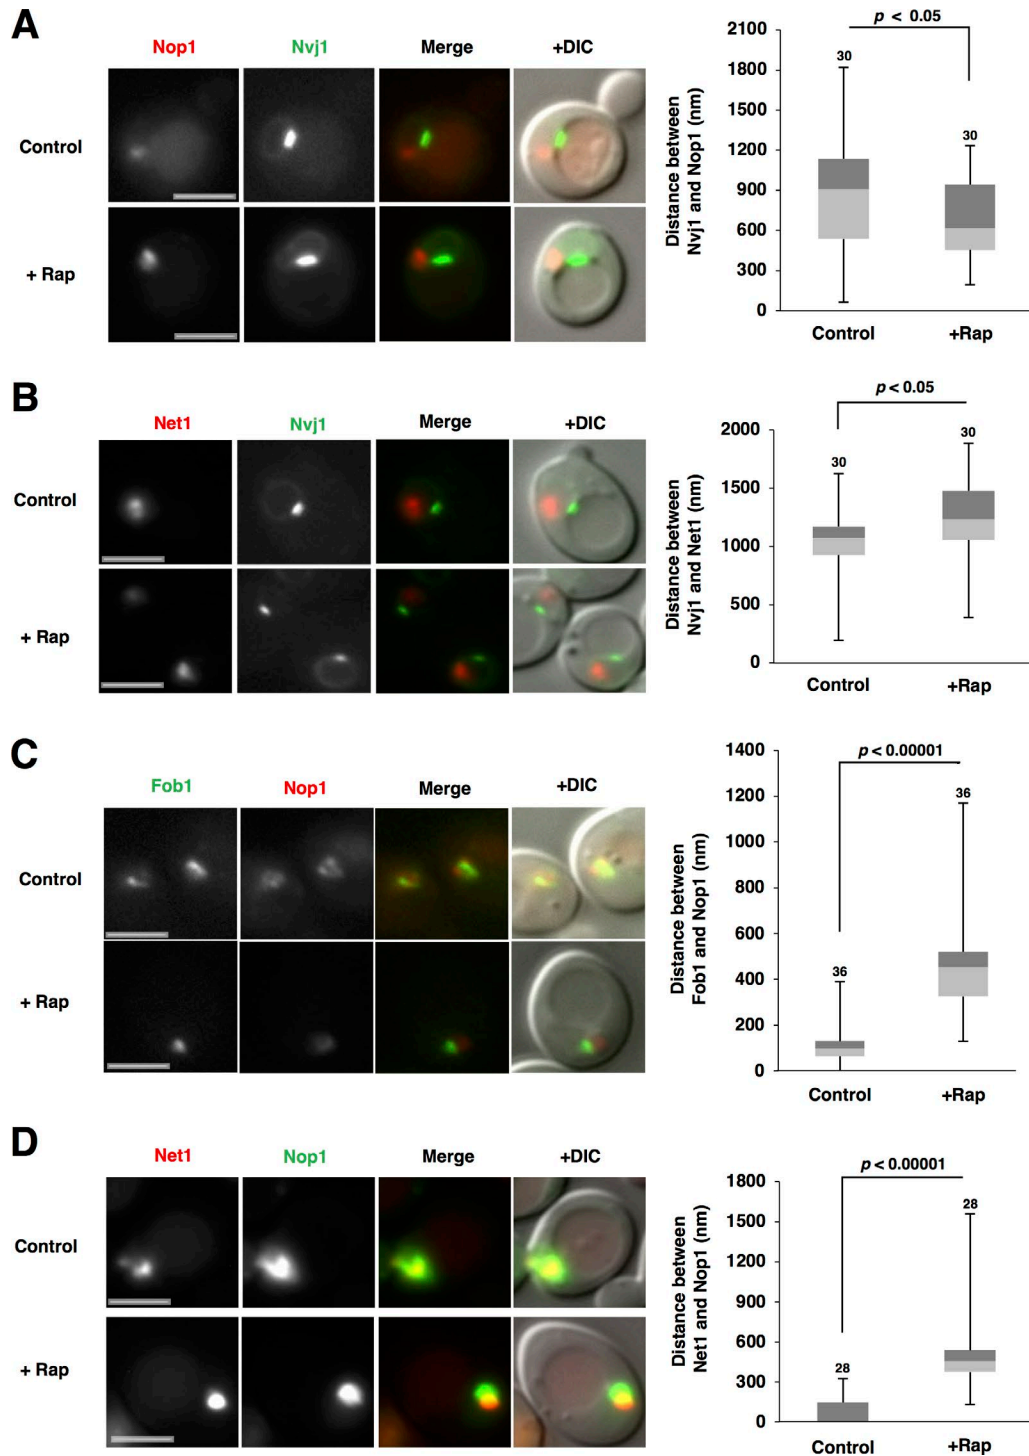 A
Nop1
Nvj1
Merge
+DIC
Control
+ Rap
p < 0.05
Distance between
Nvj1 and Nop1 (nm)
2100
1800
1500
1200
900
600
300
0
30
30
Control
+Rap
B
Net1
Nvj1
Merge
+DIC
Control
+ Rap
p < 0.05
Distance between
Nvj1 and Net1 (nm)
2000
1500
1000
500
0
30
30
Control
+Rap
C
Fob1
Nop1
Merge
+DIC
Control
+ Rap
p < 0.00001
Distance between
Fob1 and Nop1 (nm)
1400
1200
1000
800
600
400
200
0
36
36
Control
+Rap
D
Net1
Nop1
Merge
+DIC
Control
+ Rap
p < 0.00001
Distance between
Net1 and Nop1 (nm)
1800
1500
1200
900
600
300
0
28
28
Control
+Rap